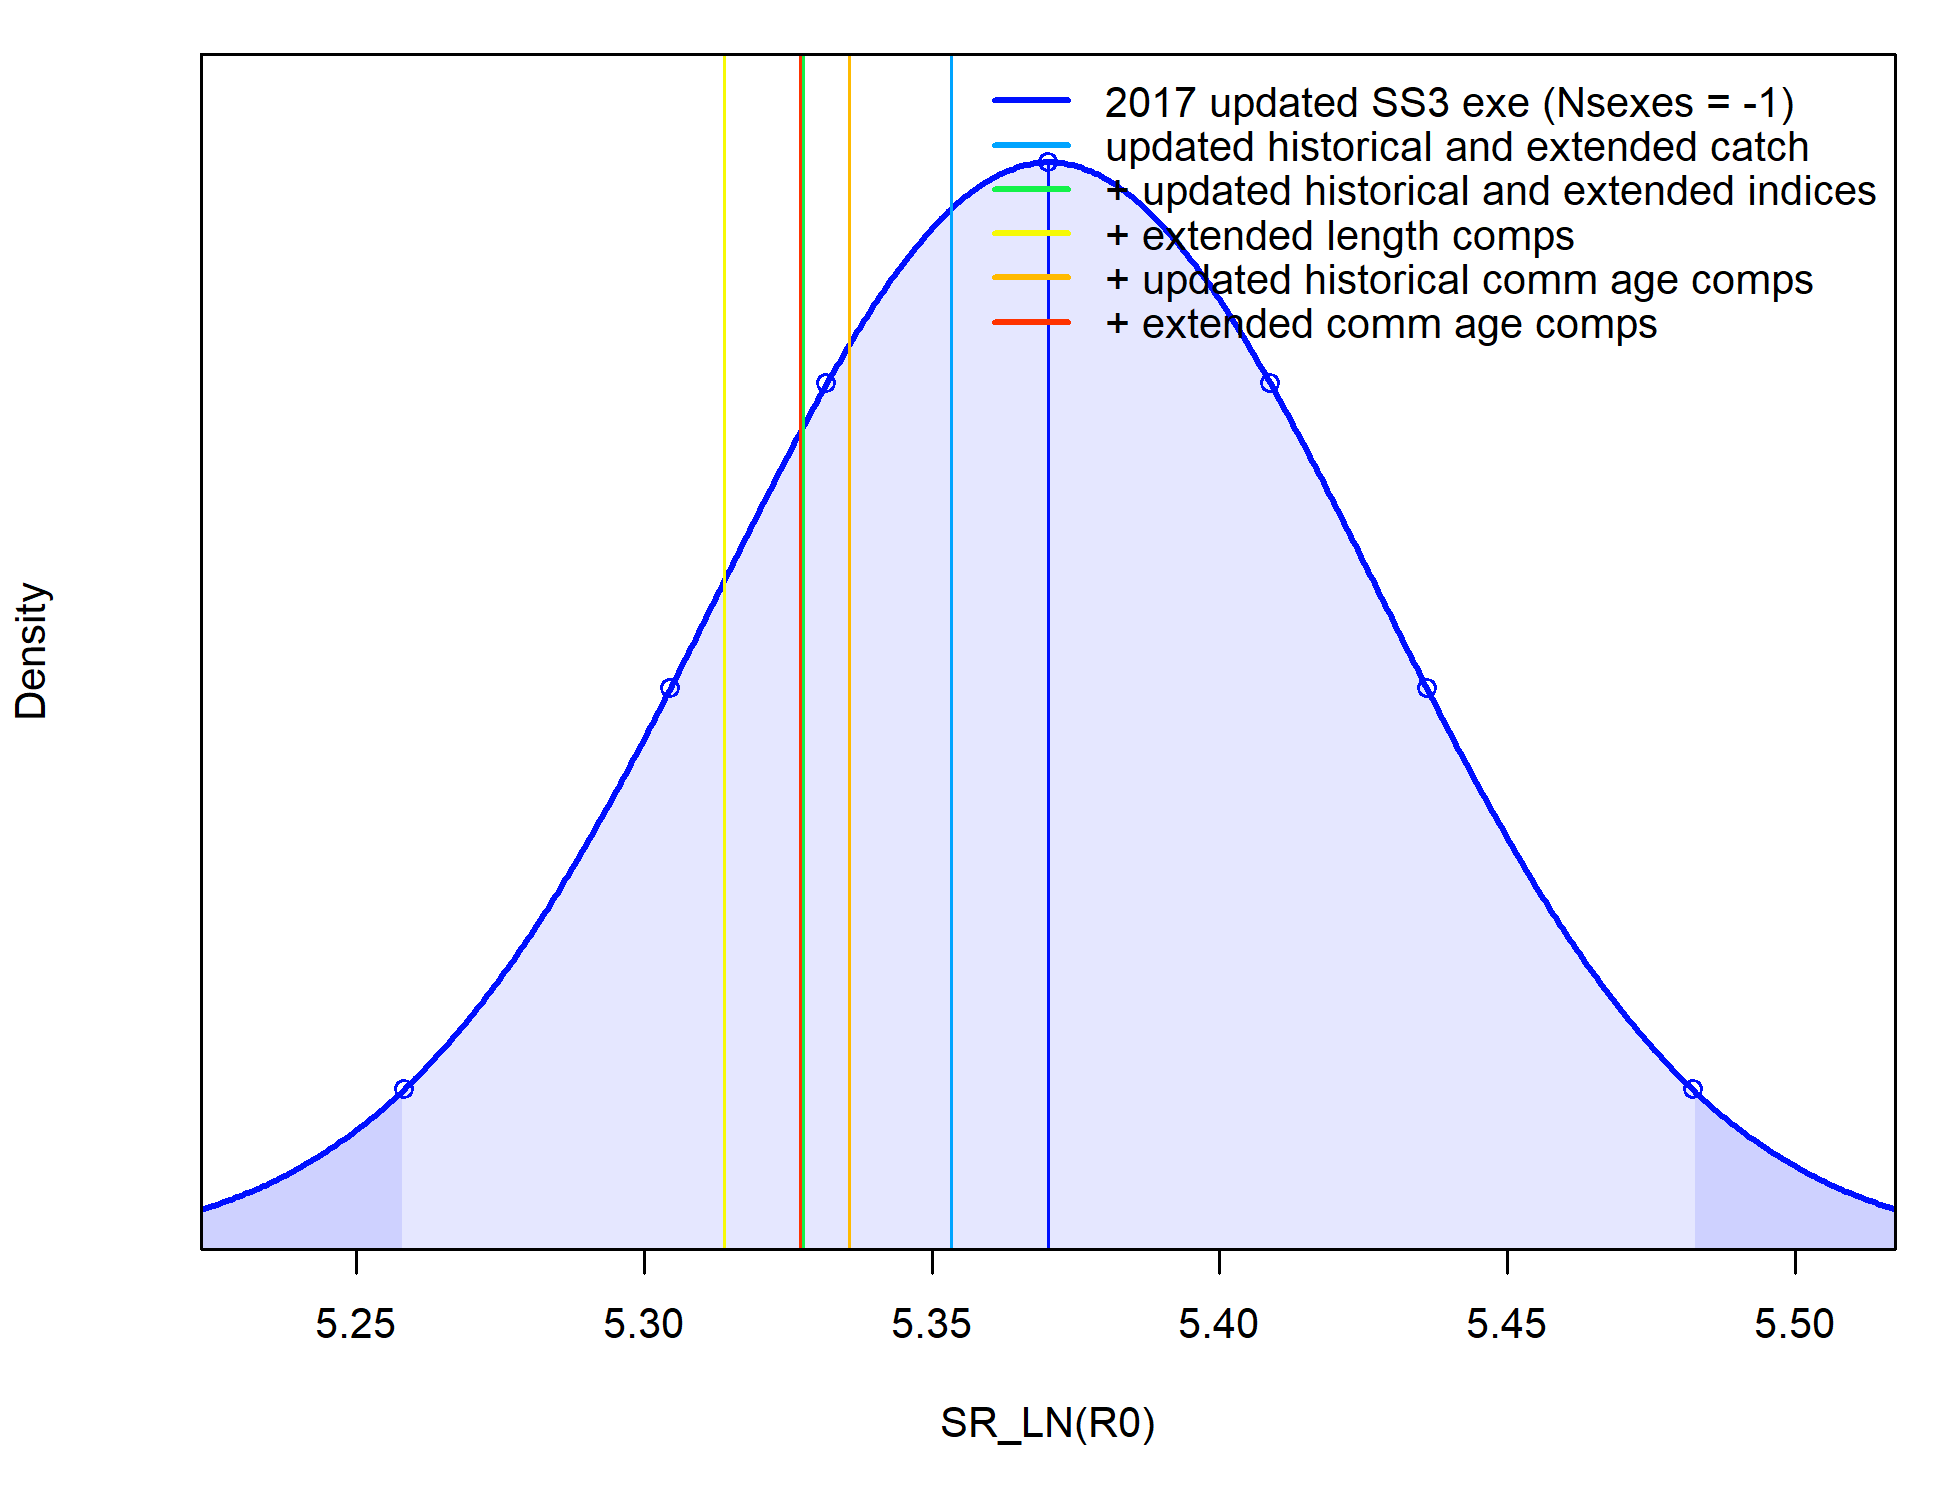 2017 updated SS3 exe (Nsexes = -1)
updated historical and extended catch
+ updated historical and extended indices
+ extended length comps
+ updated historical comm age comps
+ extended comm age comps
Density
5.25 5.30 5.35 5.40 5.45 5.50
SR_LN(R0)